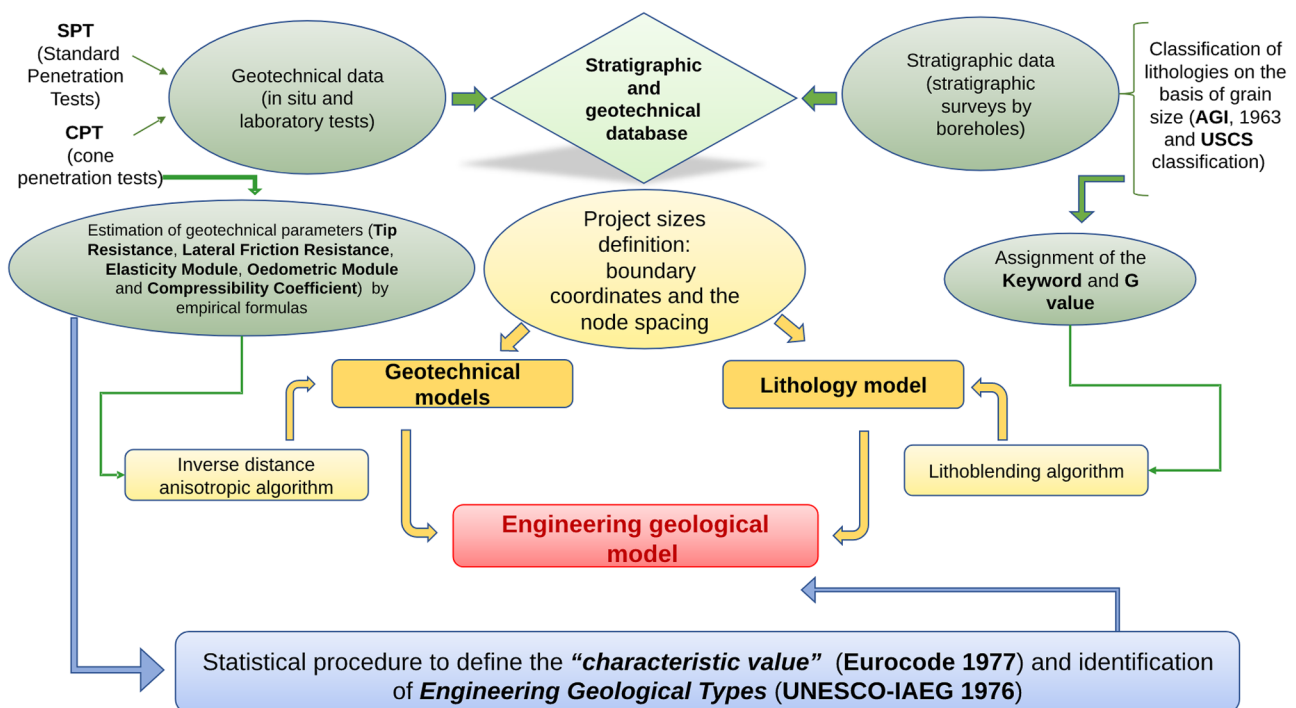 SPT
(Standard
Penetration
Tests)
CPT
(cone
penetration tests)
Geotechnical data
(in situ and
laboratory tests)
Stratigraphic
and
geotechnical
database
Stratigraphic data
(stratigraphic
surveys by
boreholes)
Classification of
lithologies on the
basis of grain
size (AGI, 1963
and USCS
classification)
Estimation of geotechnical parameters (Tip
Resistance, Lateral Friction Resistance,
Elasticity Module, Oedometric Module
and Compressibility Coefficient) by
empirical formulas
Project sizes
definition:
boundary
coordinates and the
node spacing
Assignment of the
Keyword and G
value
Geotechnical
models
Lithology model
Inverse distance
anisotropic algorithm
Lithoblending algorithm
Engineering geological
model
Statistical procedure to define the “characteristic value” (Eurocode 1977) and identification
of Engineering Geological Types (UNESCO-IAEG 1976)